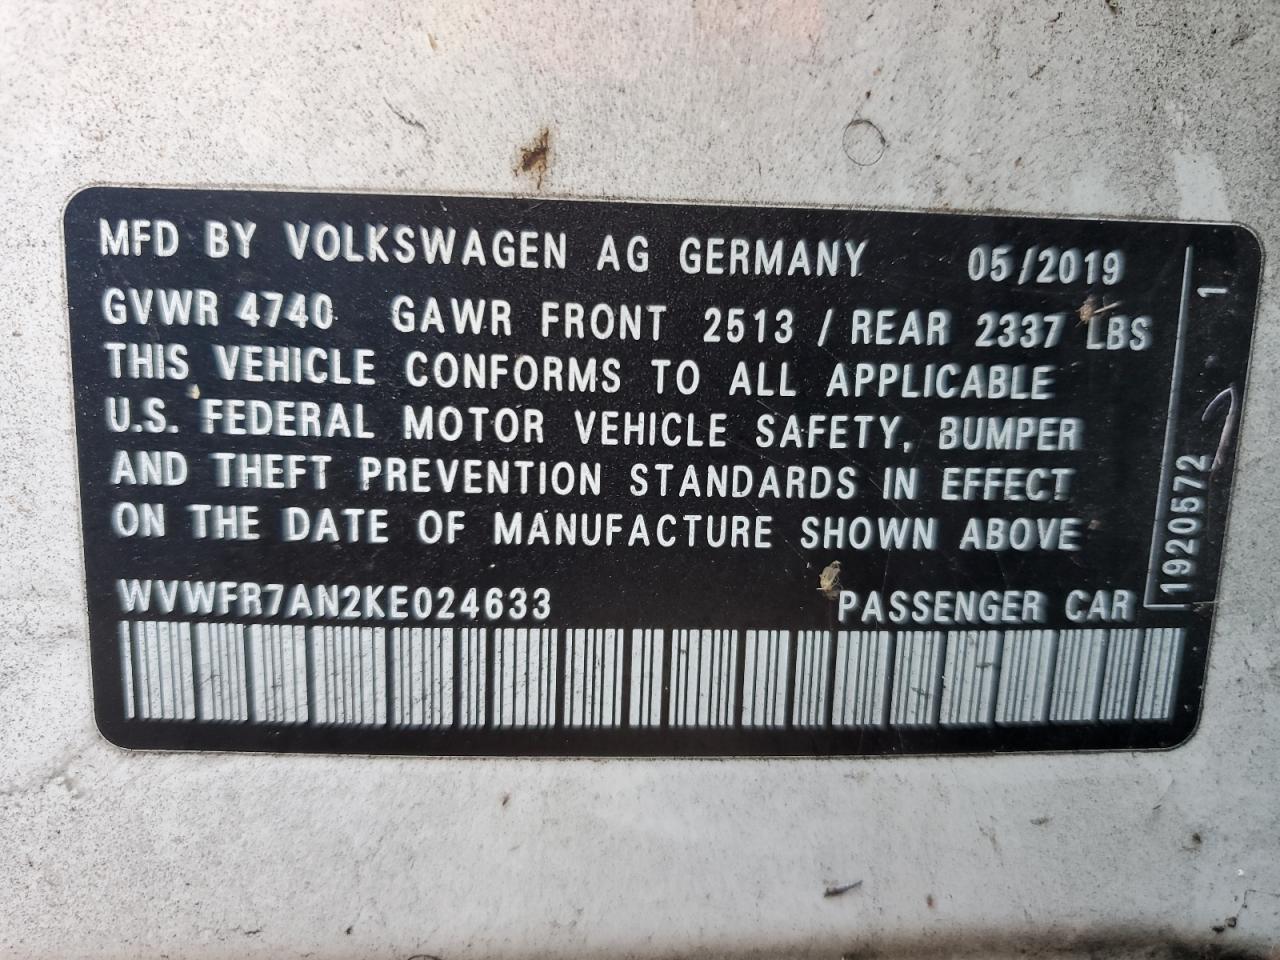 MFD BY VOLKSWAGEN AG GERMANY 05/2019
GVWR 4740 GAWR FRONT 2513 / REAR 2337 LBS
THIS VEHICLE CONFORMS TO ALL APPLICABLE
U.S. FEDERAL MOTOR VEHICLE SAFETY, BUMPER
AND THEFT PREVENTION STANDARDS IN EFFECT
ON THE DATE OF MANUFACTURE SHOWN ABOVE
WVWFR7AN2KE024633 PASSENGER CAR
1920572 1